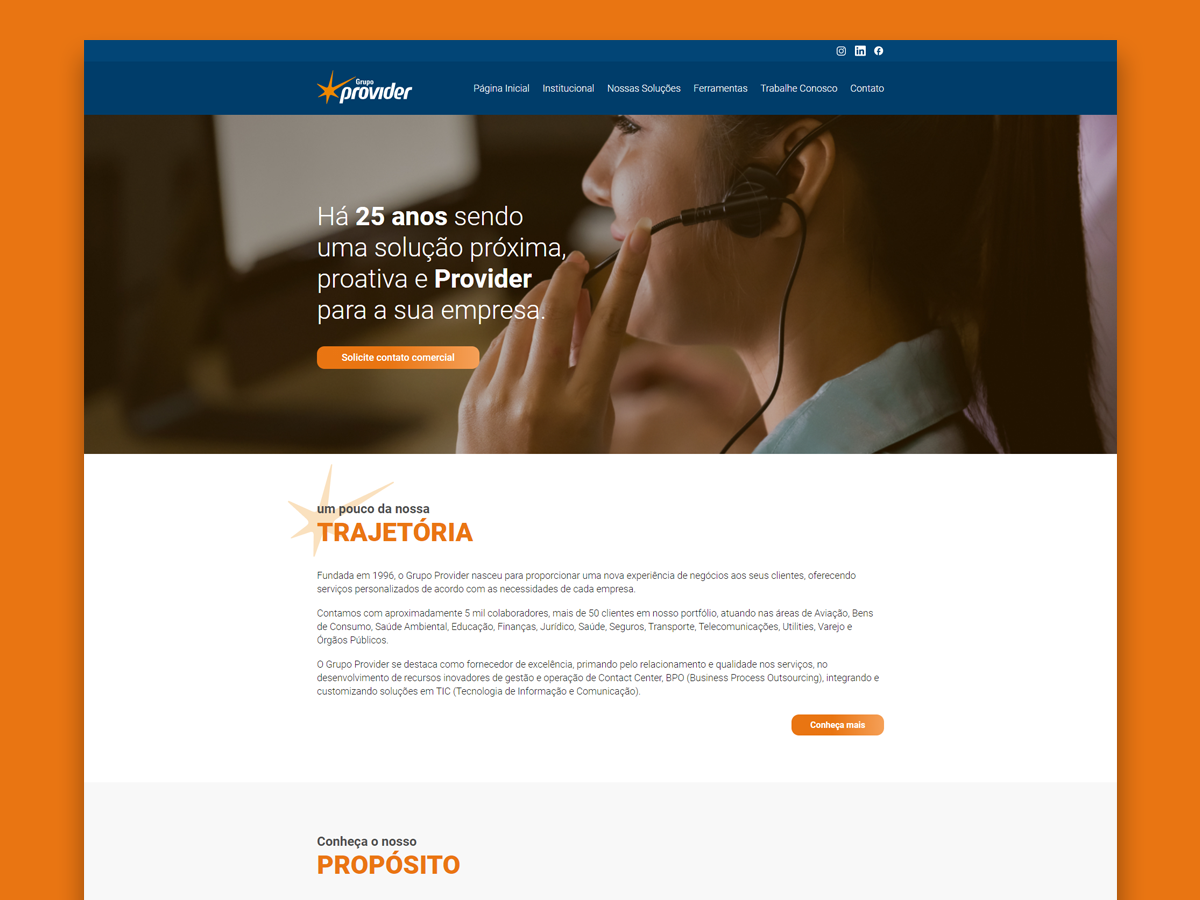 Grupo
provider
Página Inicial Institucional Nossas Soluções Ferramentas Trabalhe Conosco Contato
Há 25 anos sendo
uma solução próxima,
proativa e Provider
para a sua empresa.
Solicite contato comercial
um pouco da nossa
TRAJETÓRIA
Fundada em 1996, o Grupo Provider nasceu para proporcionar uma nova experiência de negócios aos seus clientes, oferecendo
serviços personalizados de acordo com as necessidades de cada empresa.
Contamos com aproximadamente 5 mil colaboradores, mais de 50 clientes em nosso portfólio, atuando nas áreas de Aviação, Bens
de Consumo, Saúde Ambiental, Educação, Finanças, Jurídico, Saúde, Seguros, Transporte, Telecomunicações, Utilities, Varejo e
Órgãos Públicos.
O Grupo Provider se destaca como fornecedor de excelência, primando pelo relacionamento e qualidade nos serviços, no
desenvolvimento de recursos inovadores de gestão e operação de Contact Center, BPO (Business Process Outsourcing), integrando e
customizando soluções em TIC (Tecnologia de Informação e Comunicação).
Conheça mais
Conheça o nosso
PROPÓSITO